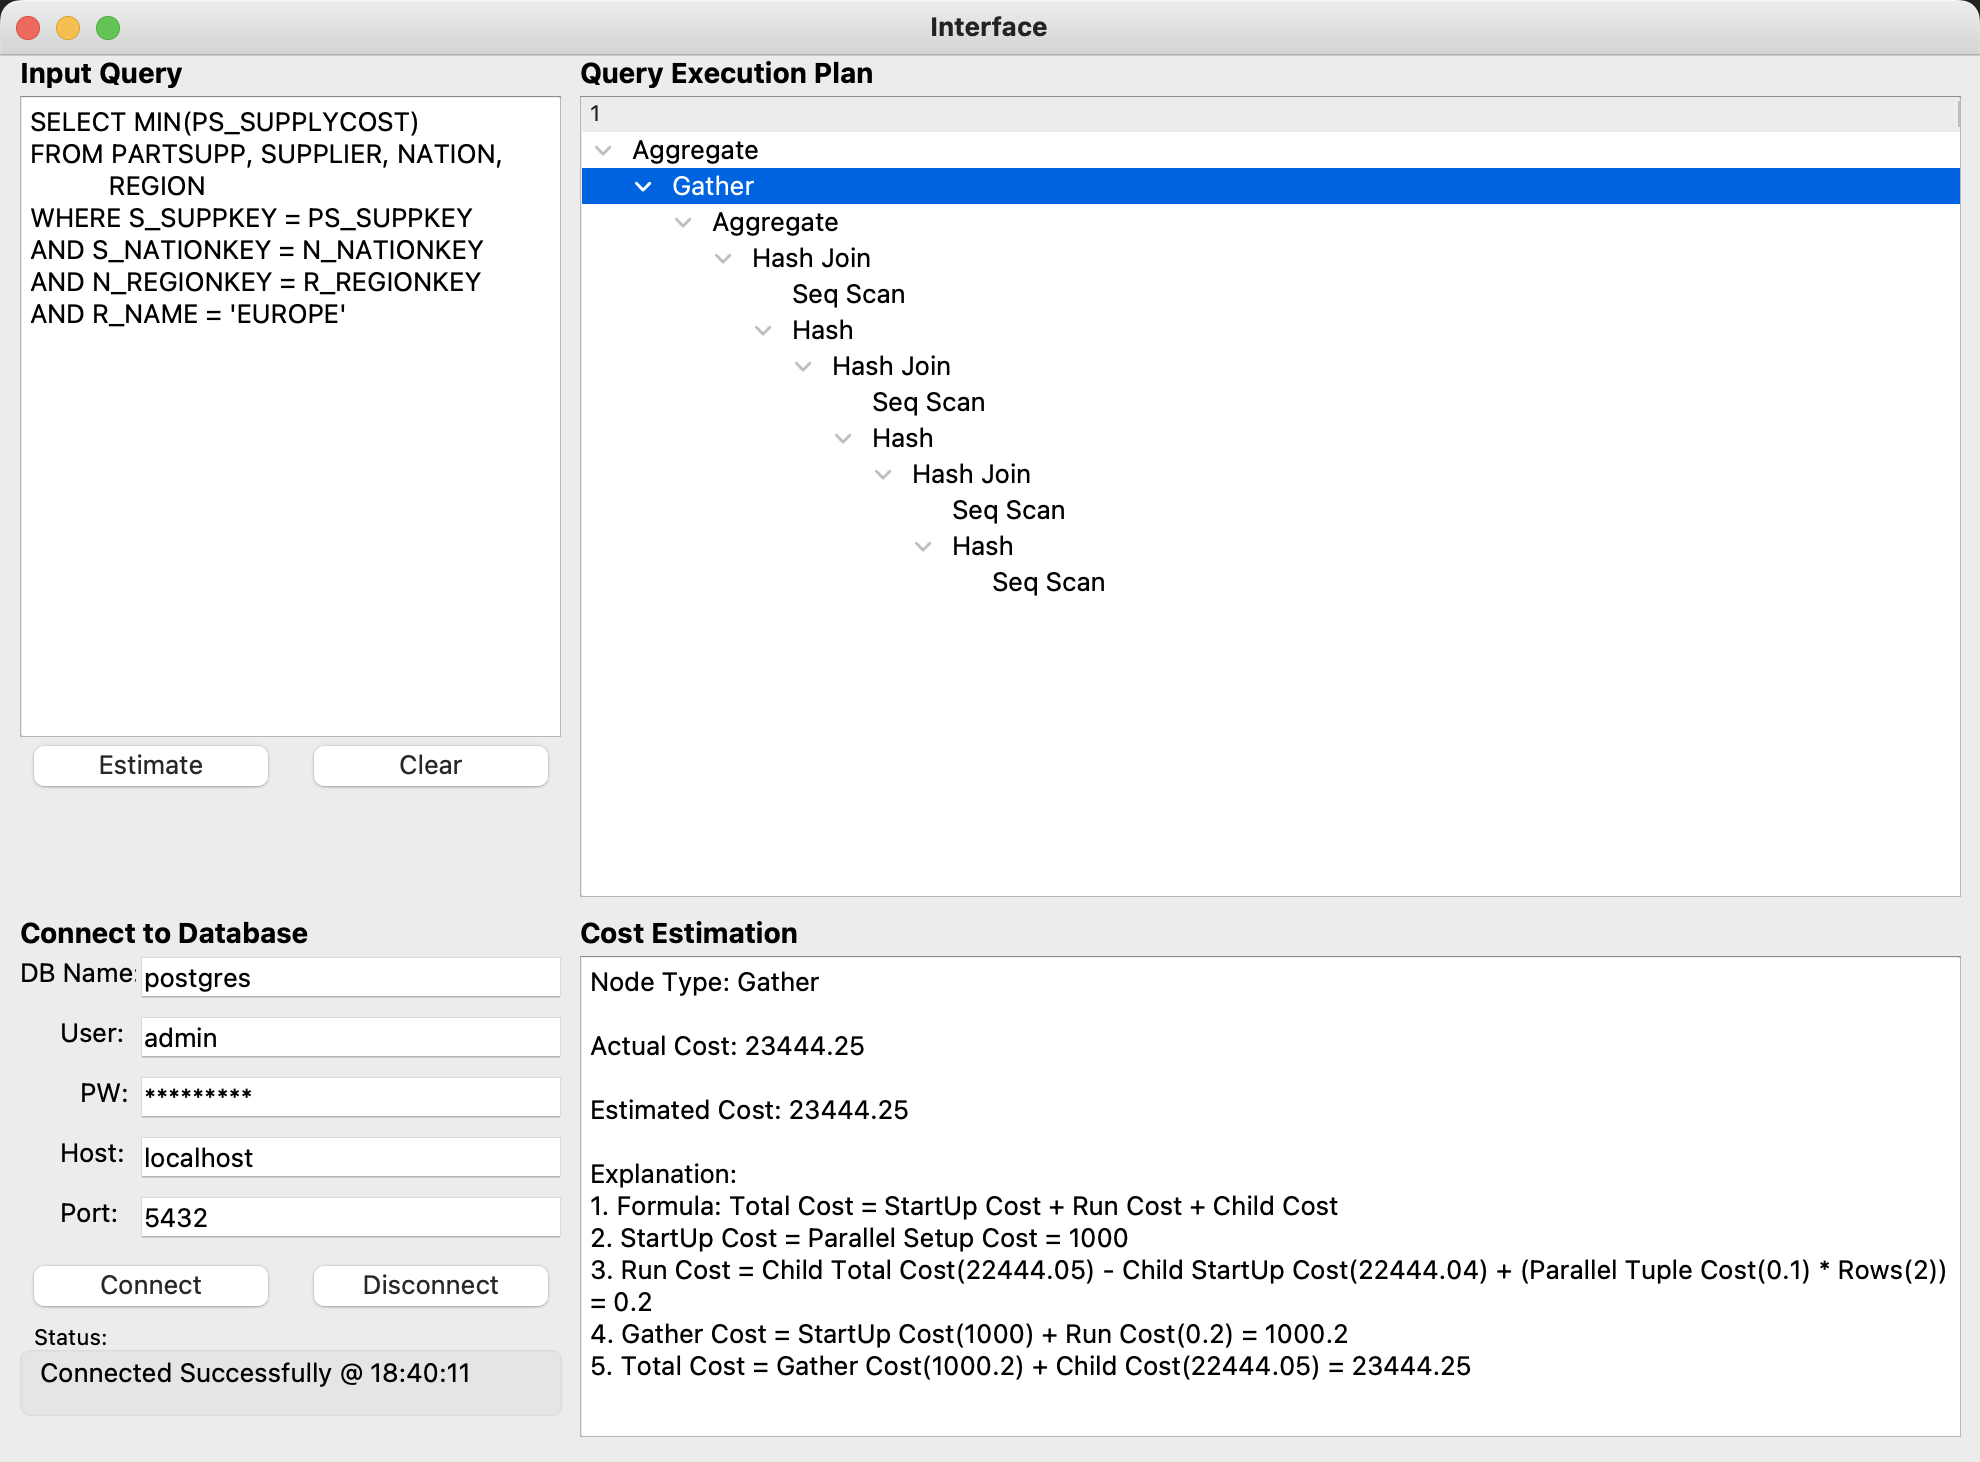 Interface
Input Query
SELECT MIN(PS_SUPPLYCOST)
FROM PARTSUPP, SUPPLIER, NATION,
REGION
WHERE S_SUPPKEY = PS_SUPPKEY
AND S_NATIONKEY = N_NATIONKEY
AND N_REGIONKEY = R_REGIONKEY
AND R_NAME = 'EUROPE'
Estimate
Clear
Query Execution Plan
1
Aggregate
Gather
Aggregate
Hash Join
Seq Scan
Hash
Hash Join
Seq Scan
Hash
Hash Join
Seq Scan
Hash
Seq Scan
Connect to Database
DB Name: postgres
User: admin
PW: *********
Host: localhost
Port: 5432
Connect
Disconnect
Status:
Connected Successfully @ 18:40:11
Cost Estimation
Node Type: Gather
Actual Cost: 23444.25
Estimated Cost: 23444.25
Explanation:
1. Formula: Total Cost = StartUp Cost + Run Cost + Child Cost
2. StartUp Cost = Parallel Setup Cost = 1000
3. Run Cost = Child Total Cost(22444.05) - Child StartUp Cost(22444.04) + (Parallel Tuple Cost(0.1) * Rows(2))
= 0.2
4. Gather Cost = StartUp Cost(1000) + Run Cost(0.2) = 1000.2
5. Total Cost = Gather Cost(1000.2) + Child Cost(22444.05) = 23444.25